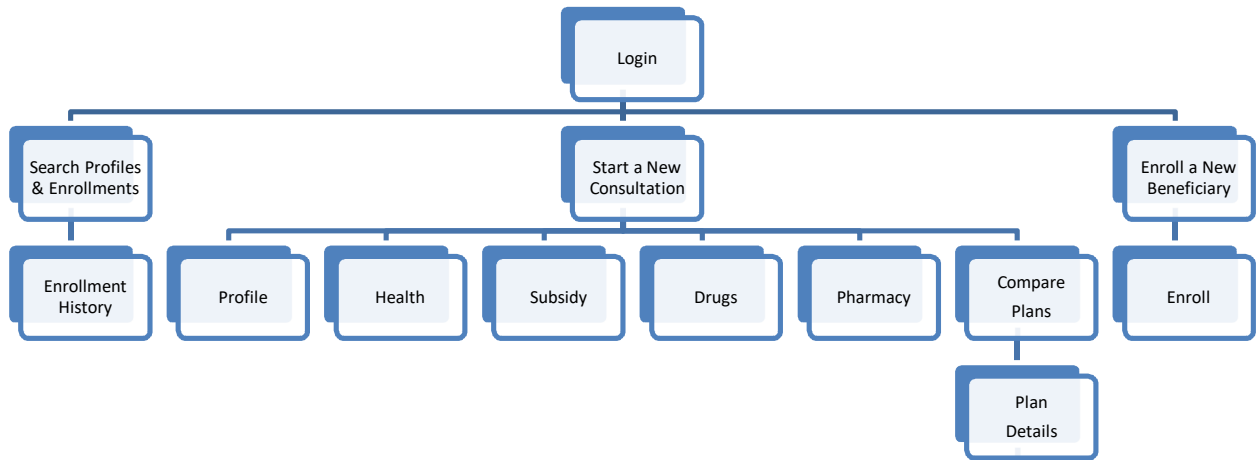 Login
Search Profiles
& Enrollments
Start a New
Consultation
Enroll a New
Beneficiary
Enrollment
History
Profile
Health
Subsidy
Drugs
Pharmacy
Compare
Plans
Enroll
Plan
Details